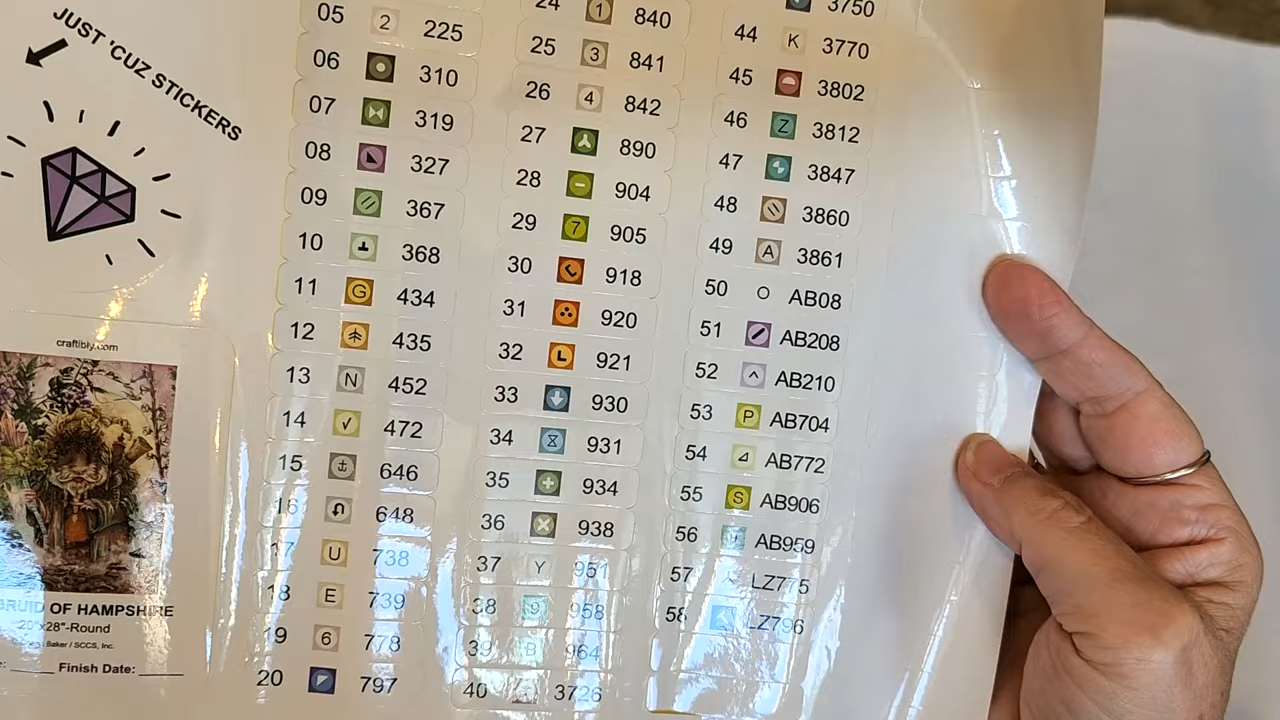 JUST 'CUZ STICKERS
craftibly.com
DRUID OF HAMPSHIRE
20"x28"-Round
Baker / SCCS, Inc.
Finish Date:
05 2 225
06 310
07 319
08 327
09 367
10 368
11 G 434
12 435
13 N 452
14 ✓ 472
15 646
16 648
17 U 738
18 E 739
19 6 778
20 797
24 1 840
25 3 841
26 4 842
27 890
28 904
29 7 905
30 918
31 920
32 L 921
33 930
34 931
35 934
36 938
37 Y 951
38 9 958
39 B 964
40 3726
3750
44 K 3770
45 3802
46 Z 3812
47 3847
48 3860
49 A 3861
50 O AB08
51 AB208
52 AB210
53 P AB704
54 AB772
55 S AB906
56 AB959
57 LZ775
58 LZ796